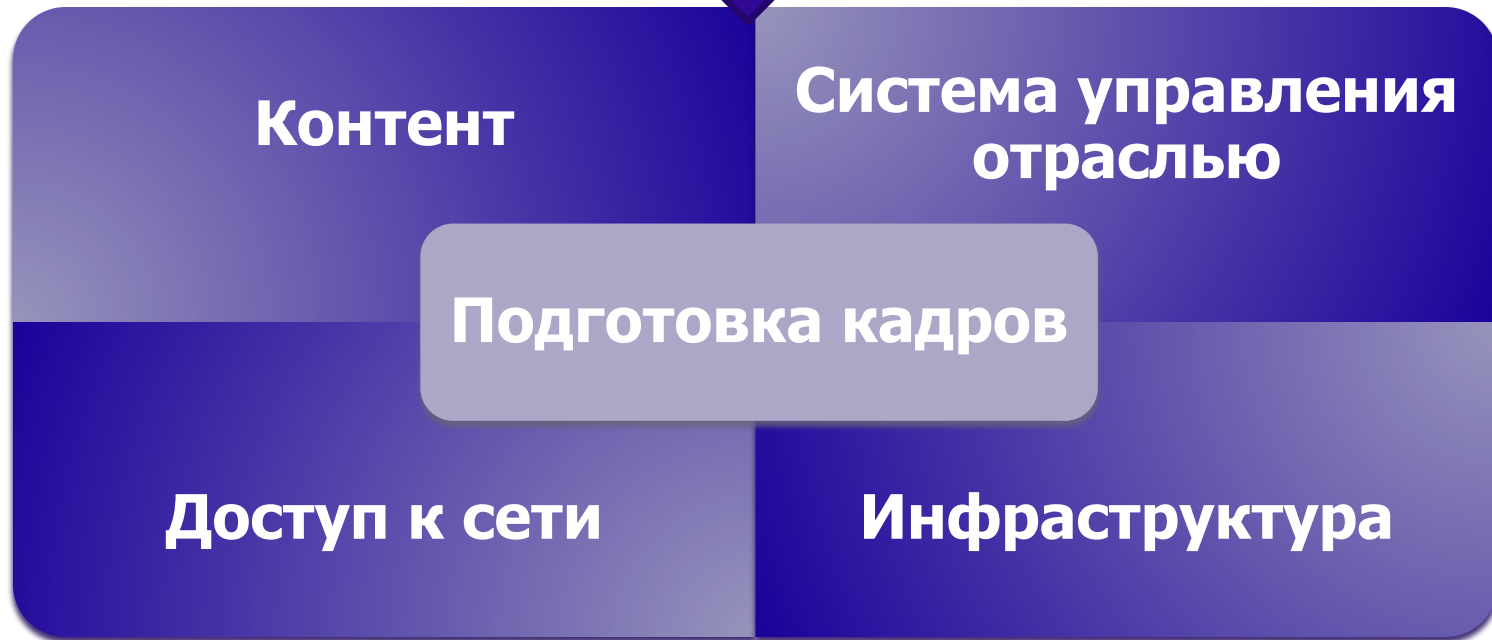 Контент
Система управления
отраслью
Подготовка кадров
Доступ к сети
Инфраструктура